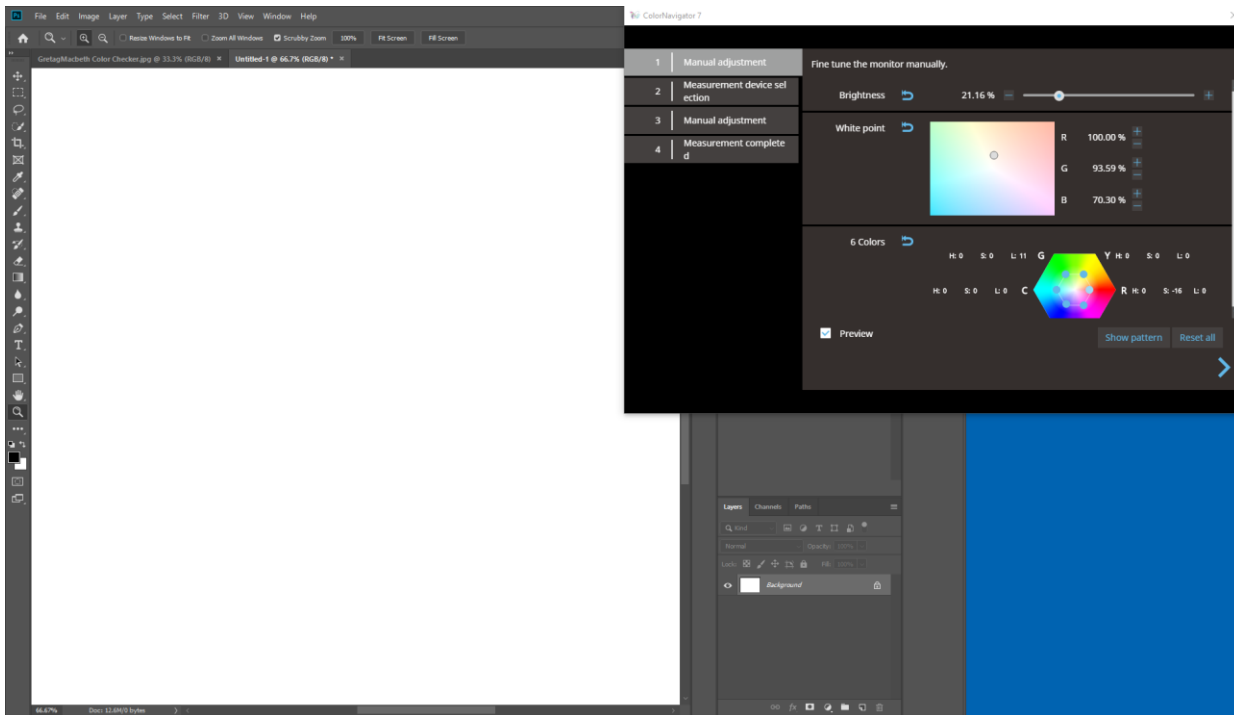 Ps File Edit Image Layer Type Select Filter 3D View Window Help
Resize Windows to Fit Zoom All Windows Scrubby Zoom 100% Fit Screen Fill Screen
GretagMacbeth Color Checker.jpg @ 33.3% (RGB/8) × Untitled-1 @ 66.7% (RGB/8) * ×
ColorNavigator 7
1 Manual adjustment
2 Measurement device sel
ection
3 Manual adjustment
4 Measurement complete
d
Fine tune the monitor manually.
Brightness 21.16 %
White point
R 100.00 %
G 93.59 %
B 70.30 %
6 Colors
H: 0 S: 0 L: 11 G Y H: 0 S: 0 L: 0
H: 0 S: 0 L: 0 C R H: 0 S: -16 L: 0
Preview
Show pattern Reset all
Layers Channels Paths
Kind
Normal Opacity: 100%
Lock: Fill: 100%
Background
fx
66.67% Doc: 12.6M/0 bytes